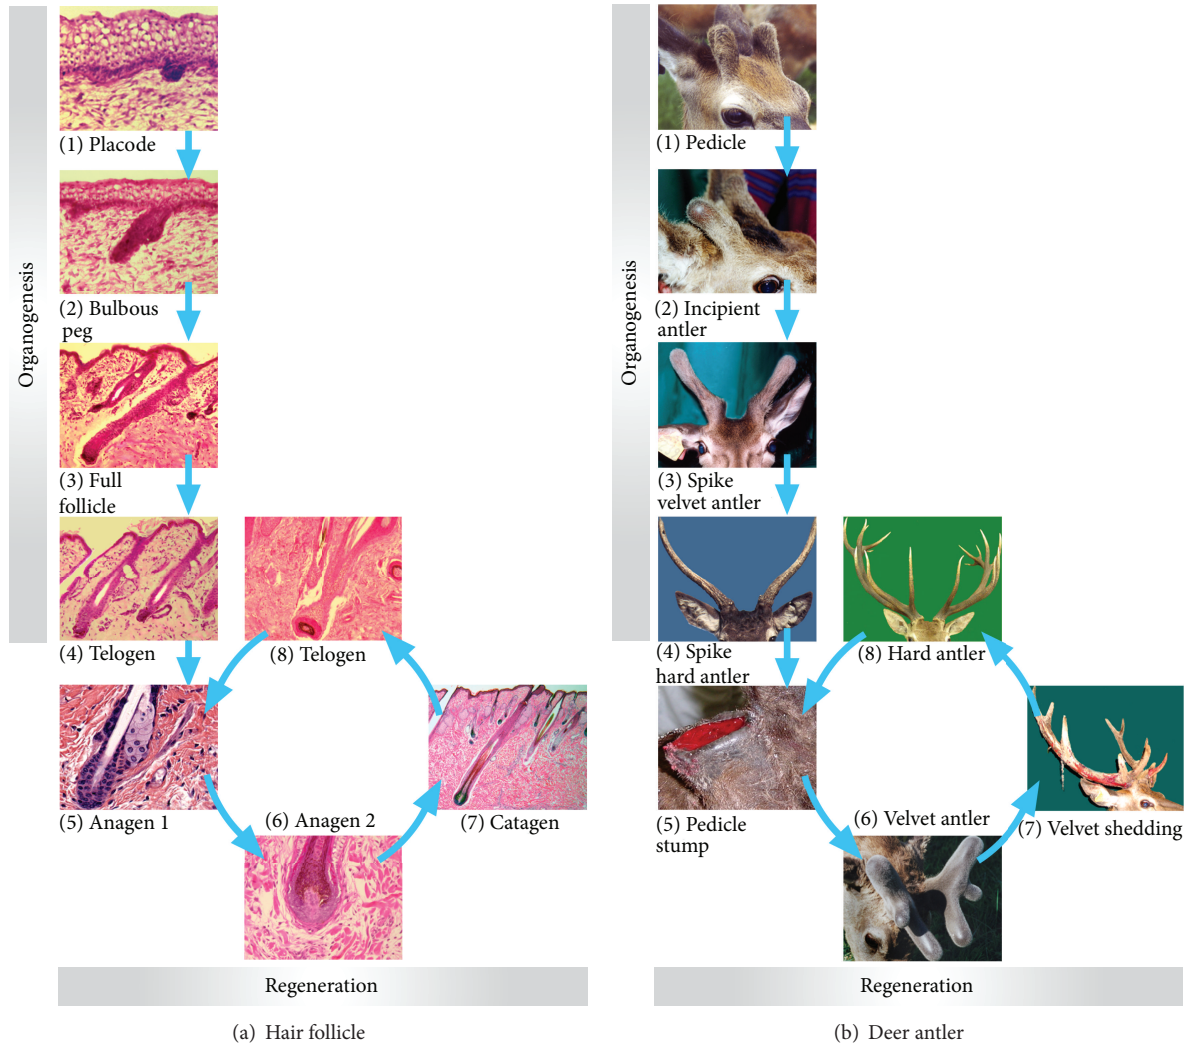 Organogenesis
(1) Placode
(2) Bulbous
peg
(3) Full
follicle
(4) Telogen
(8) Telogen
(5) Anagen 1
(6) Anagen 2
(7) Catagen
Regeneration
(a) Hair follicle
Organogenesis
(1) Pedicle
(2) Incipient
antler
(3) Spike
velvet antler
(4) Spike
hard antler
(8) Hard antler
(5) Pedicle
stump
(6) Velvet antler
(7) Velvet shedding
Regeneration
(b) Deer antler